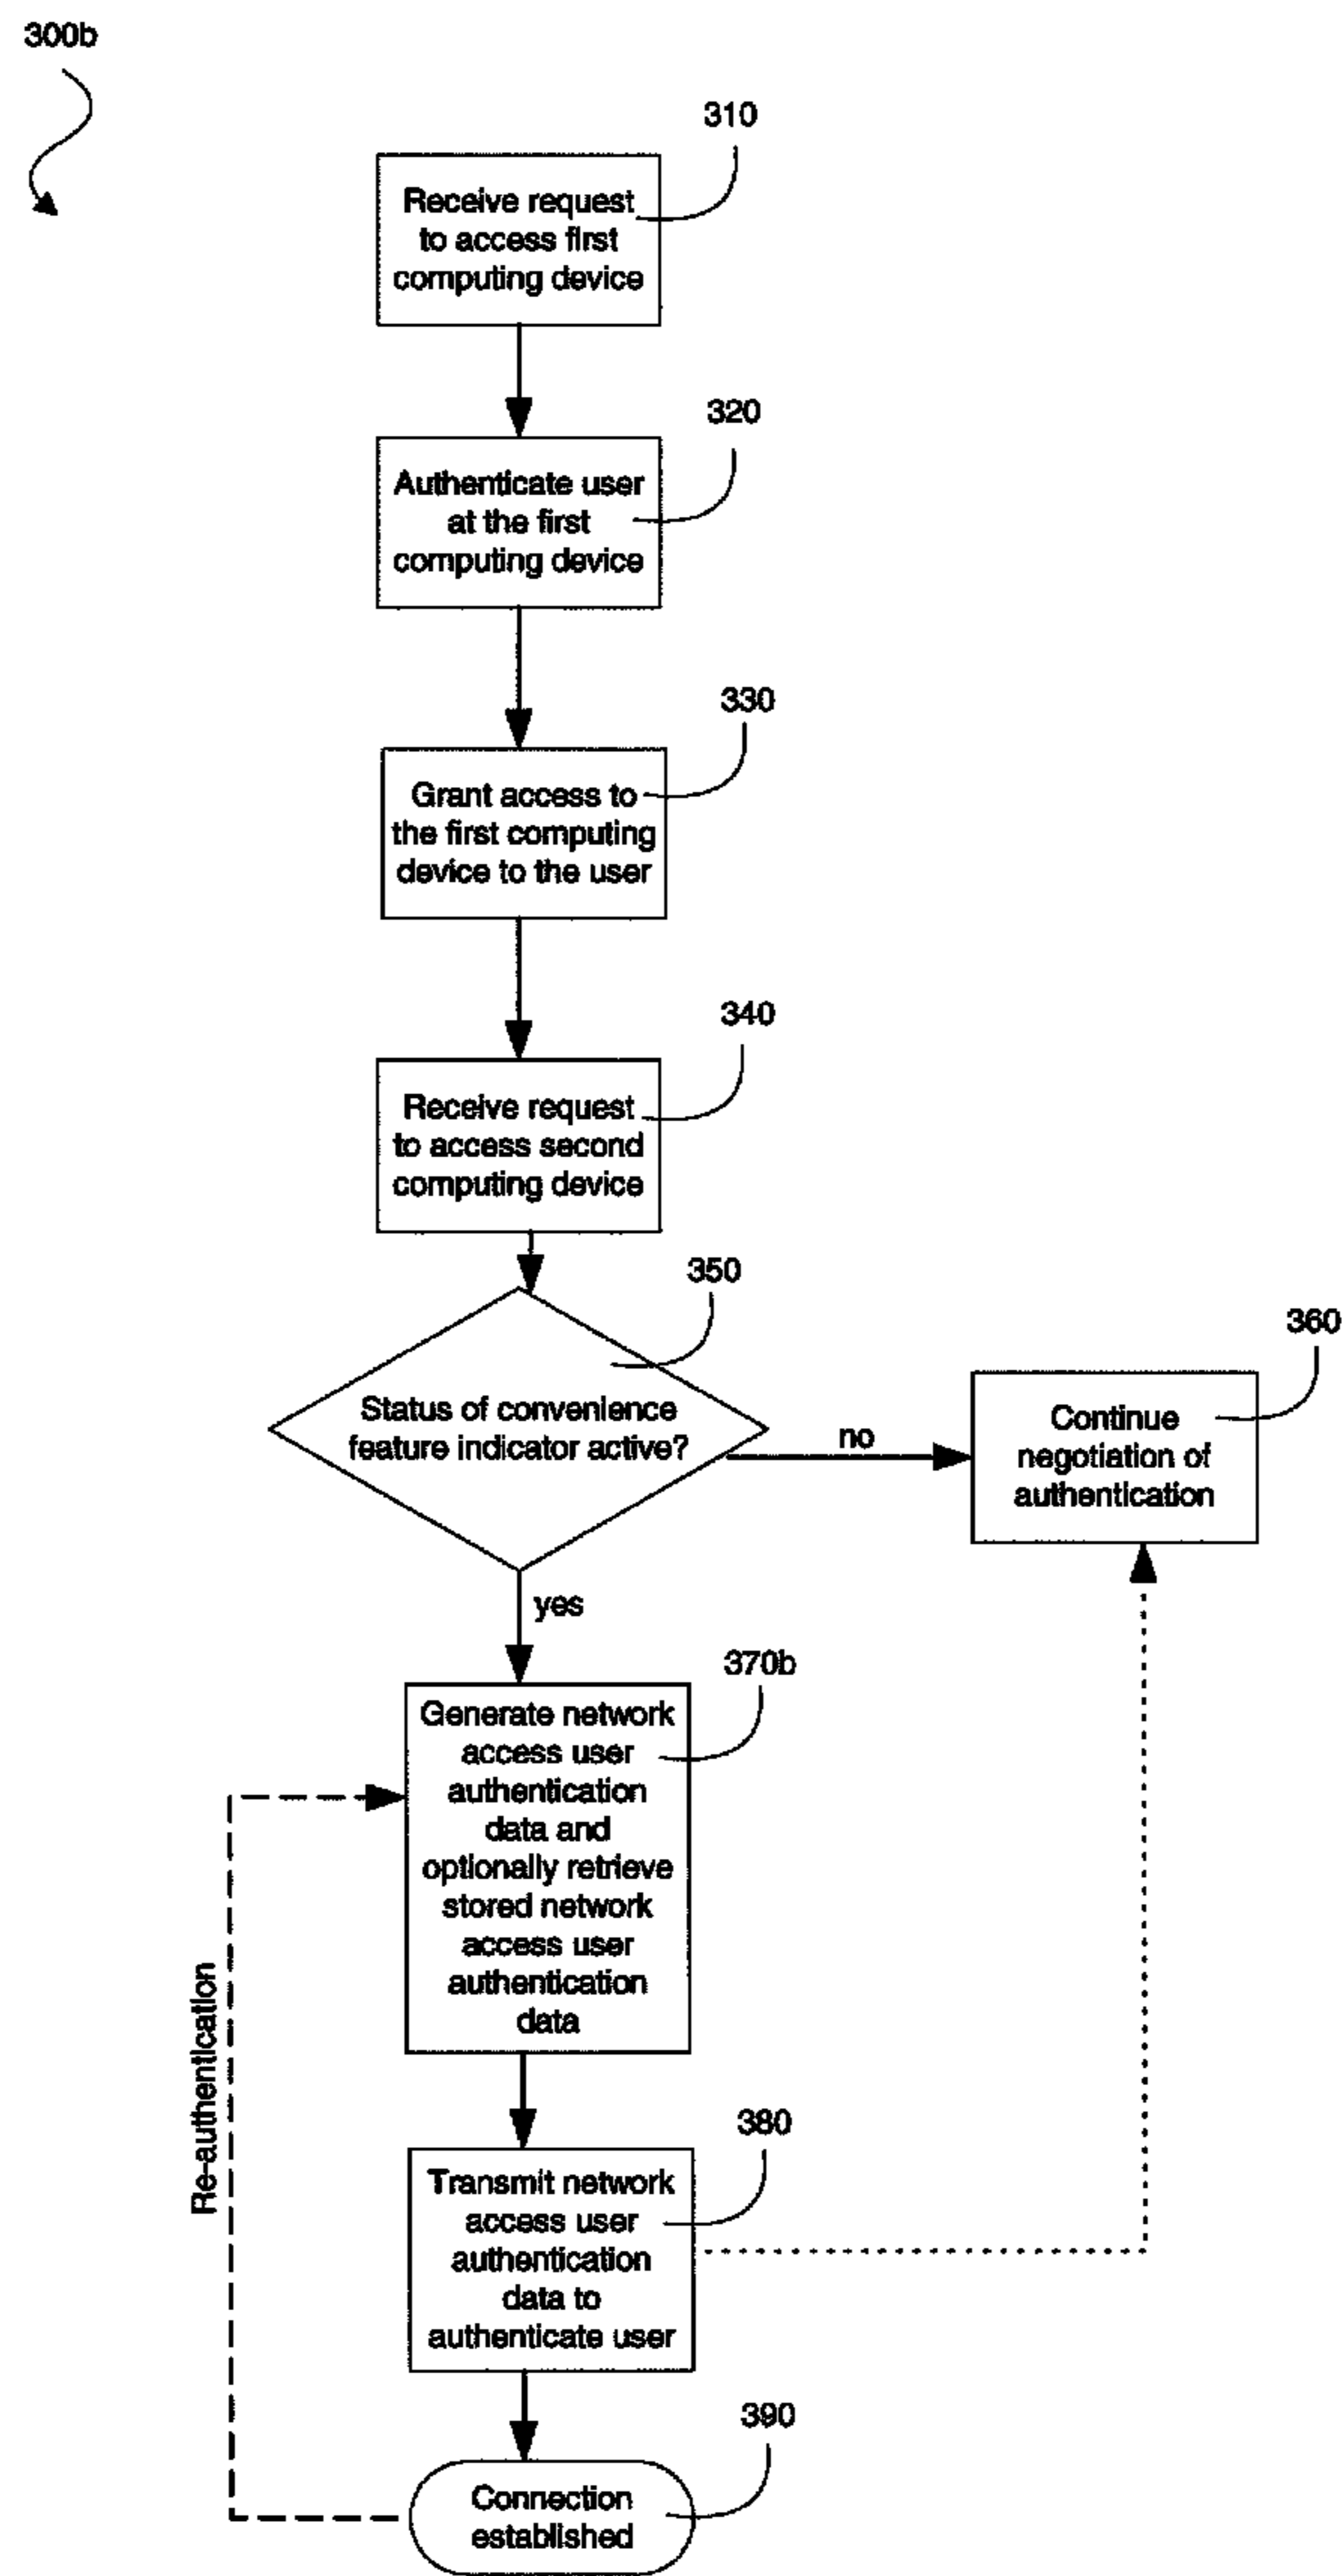 300b
310
Receive request
to access first
computing device
320
Authenticate user
at the first
computing device
330
Grant access to
the first computing
device to the user
340
Receive request
to access second
computing device
350
Status of convenience
feature indicator active?
no
360
Continue
negotiation of
authentication
yes
370b
Generate network
access user
authentication
data and
optionally retrieve
stored network
access user
authentication
data
Re-authentication
380
Transmit network
access user
authentication
data to
authenticate user
390
Connection
established